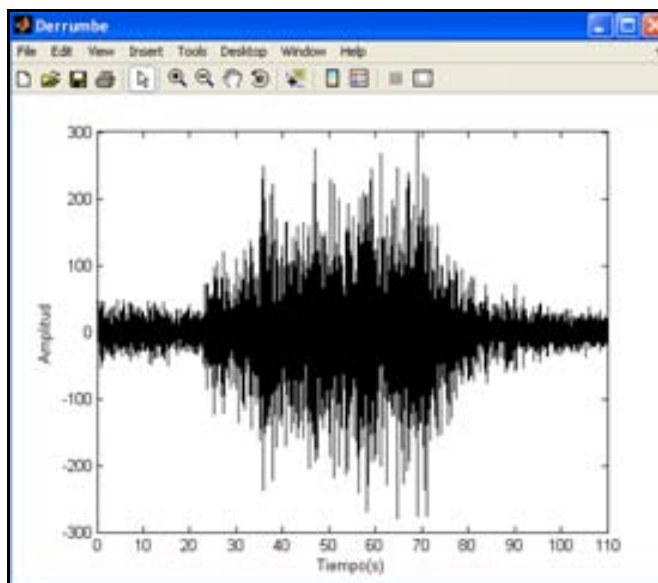 Derrumbe
File Edit View Insert Tools Desktop Window Help
300
200
100
0
-100
-200
-300
Amplitud
0 10 20 30 40 50 60 70 80 90 100 110
Tiempo(s)